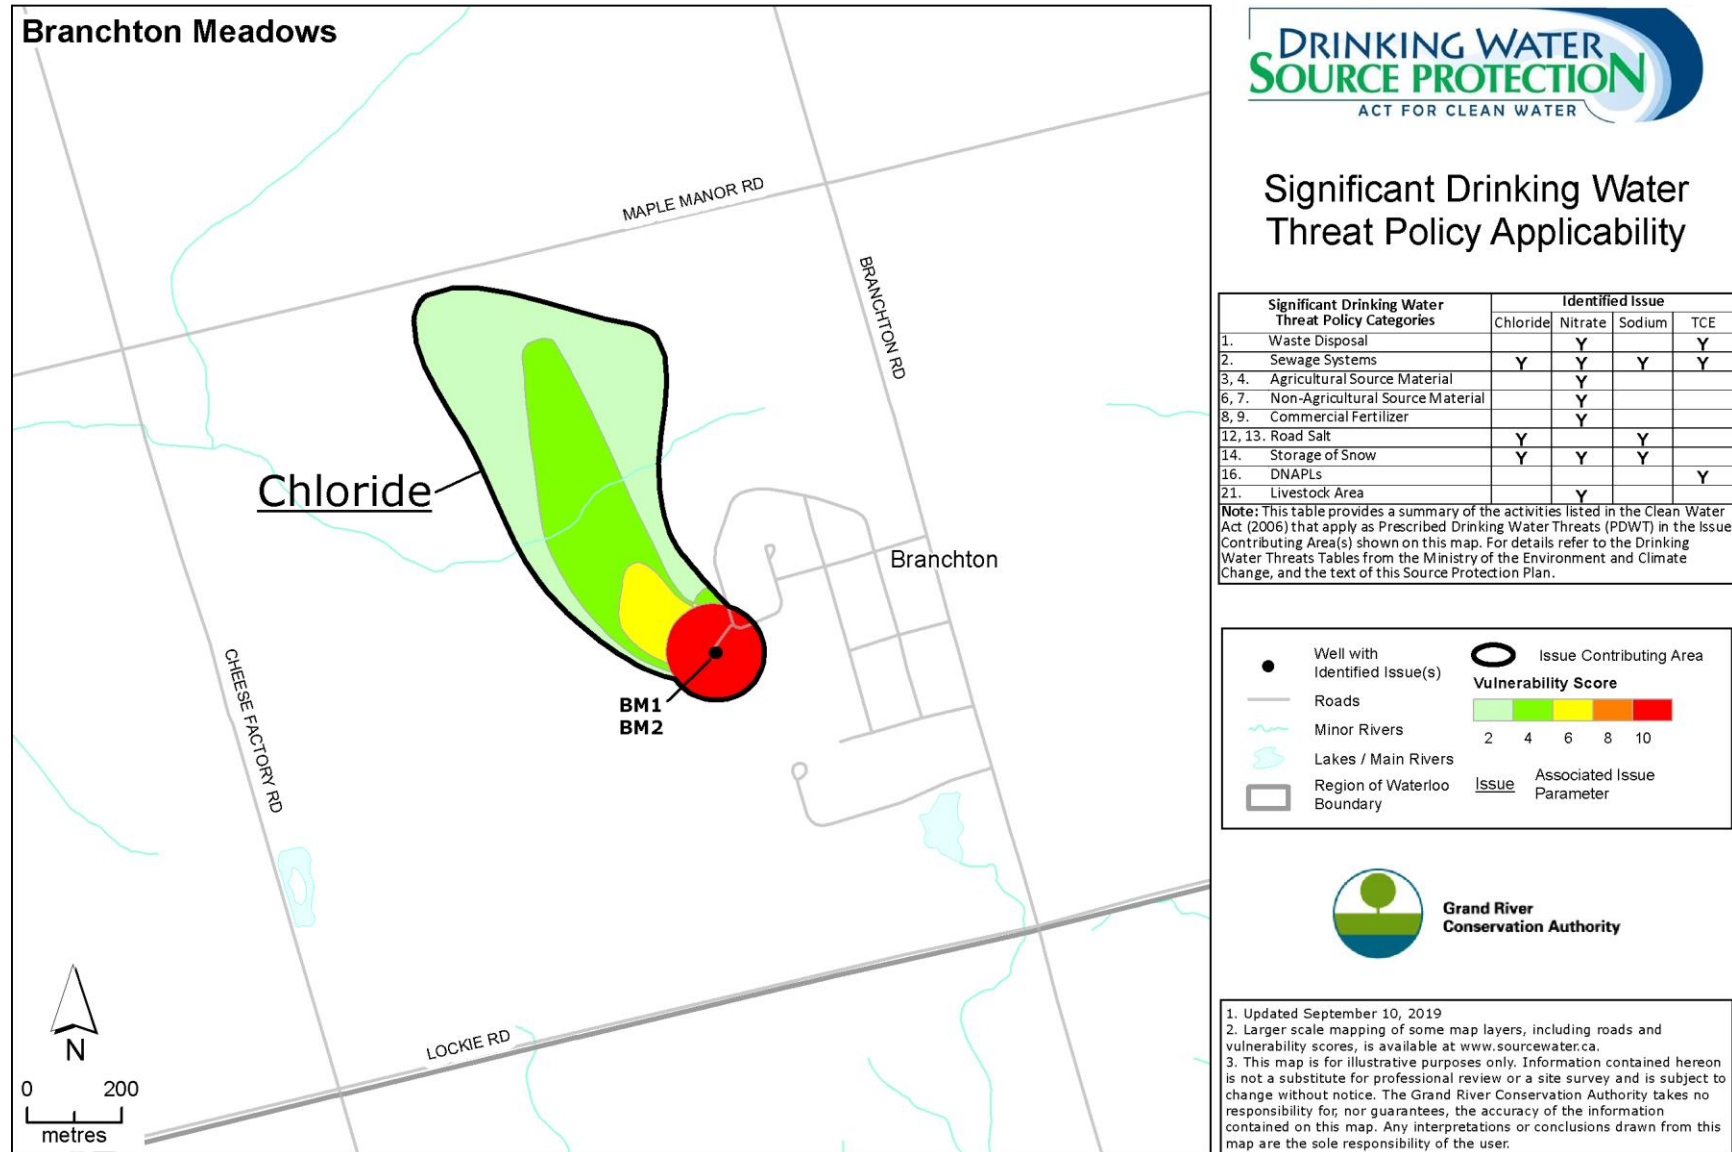 Branchton Meadows
MAPLE MANOR RD
BRANCHTON RD
Chloride
Branchton
BM1
BM2
CHEESE FACTORY RD
LOCKIE RD
N
0 200
metres
DRINKING WATER
SOURCE PROTECTION
ACT FOR CLEAN WATER
Significant Drinking Water
Threat Policy Applicability
Significant Drinking Water
Threat Policy Categories
Identified Issue
Chloride Nitrate Sodium TCE
1. Waste Disposal Y Y
2. Sewage Systems Y Y Y Y
3, 4. Agricultural Source Material Y
6, 7. Non-Agricultural Source Material Y
8, 9. Commercial Fertilizer Y
12, 13. Road Salt Y Y
14. Storage of Snow Y Y Y
16. DNAPLs Y
21. Livestock Area Y
Note: This table provides a summary of the activities listed in the Clean Water
Act (2006) that apply as Prescribed Drinking Water Threats (PDWT) in the Issue
Contributing Area(s) shown on this map. For details refer to the Drinking
Water Threats Tables from the Ministry of the Environment and Climate
Change, and the text of this Source Protection Plan.
Well with
Identified Issue(s)
Roads
Minor Rivers
Lakes / Main Rivers
Region of Waterloo
Boundary
Issue Contributing Area
Vulnerability Score
2 4 6 8 10
Issue Associated Issue
Parameter
Grand River
Conservation Authority
1. Updated September 10, 2019
2. Larger scale mapping of some map layers, including roads and
vulnerability scores, is available at www.sourcewater.ca.
3. This map is for illustrative purposes only. Information contained hereon
is not a substitute for professional review or a site survey and is subject to
change without notice. The Grand River Conservation Authority takes no
responsibility for, nor guarantees, the accuracy of the information
contained on this map. Any interpretations or conclusions drawn from this
map are the sole responsibility of the user.